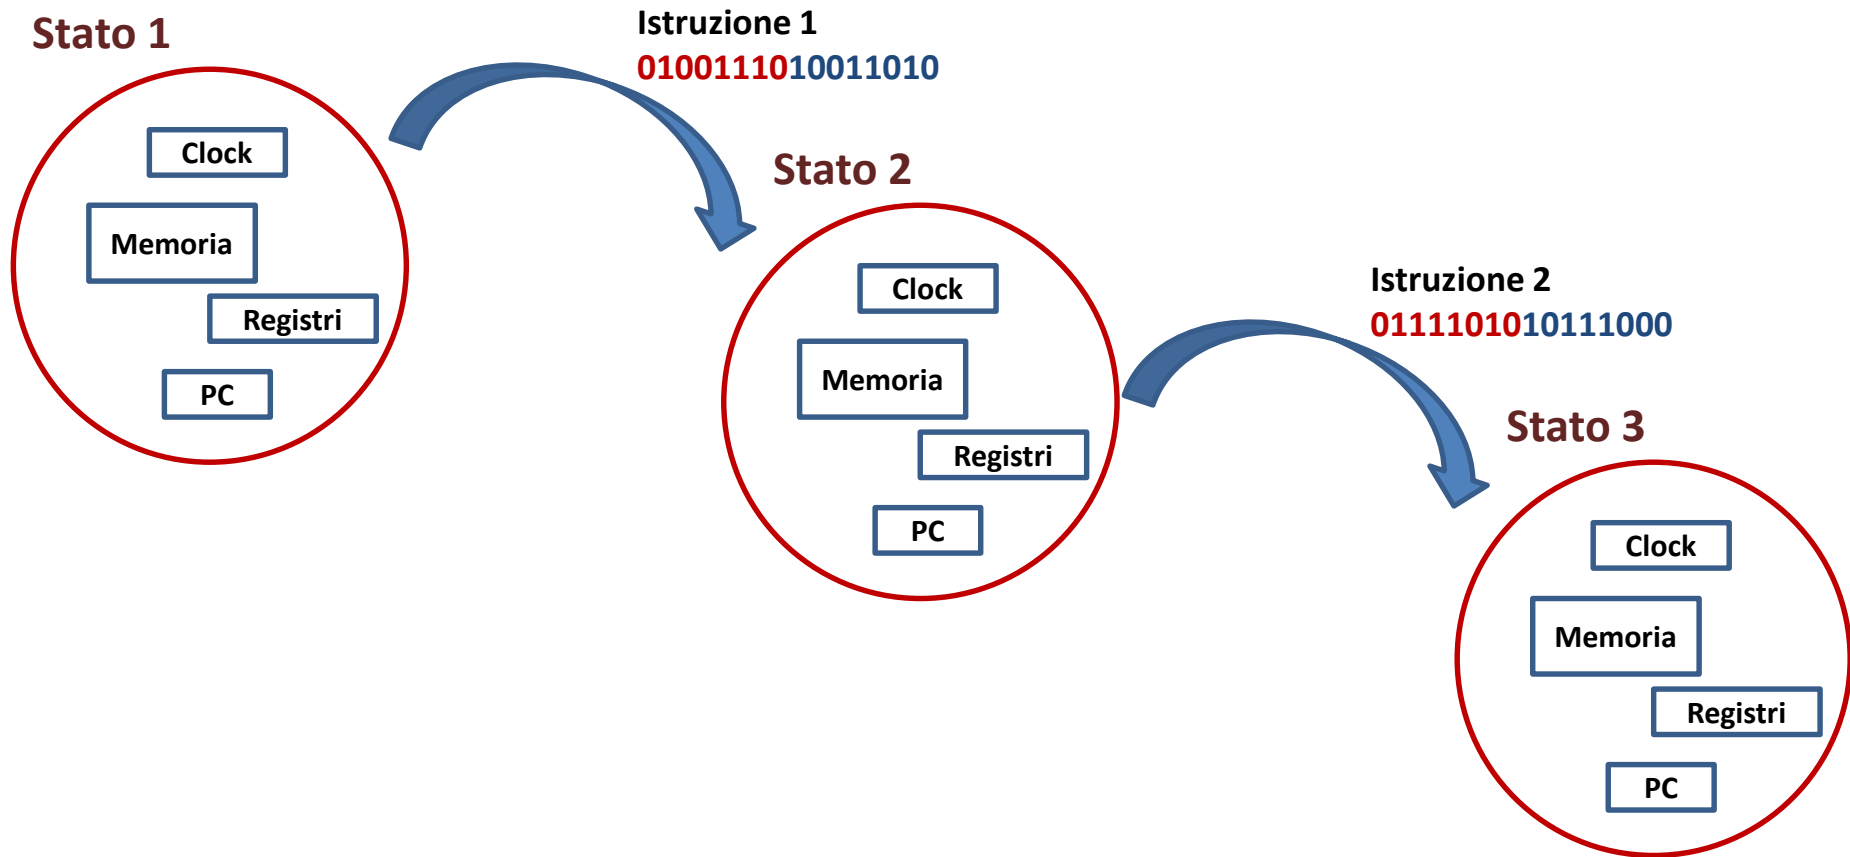 Stato 1
Clock
Memoria
Registri
PC
Istruzione 1
0100111010011010
Stato 2
Clock
Memoria
Registri
PC
Istruzione 2
0111101010111000
Stato 3
Clock
Memoria
Registri
PC